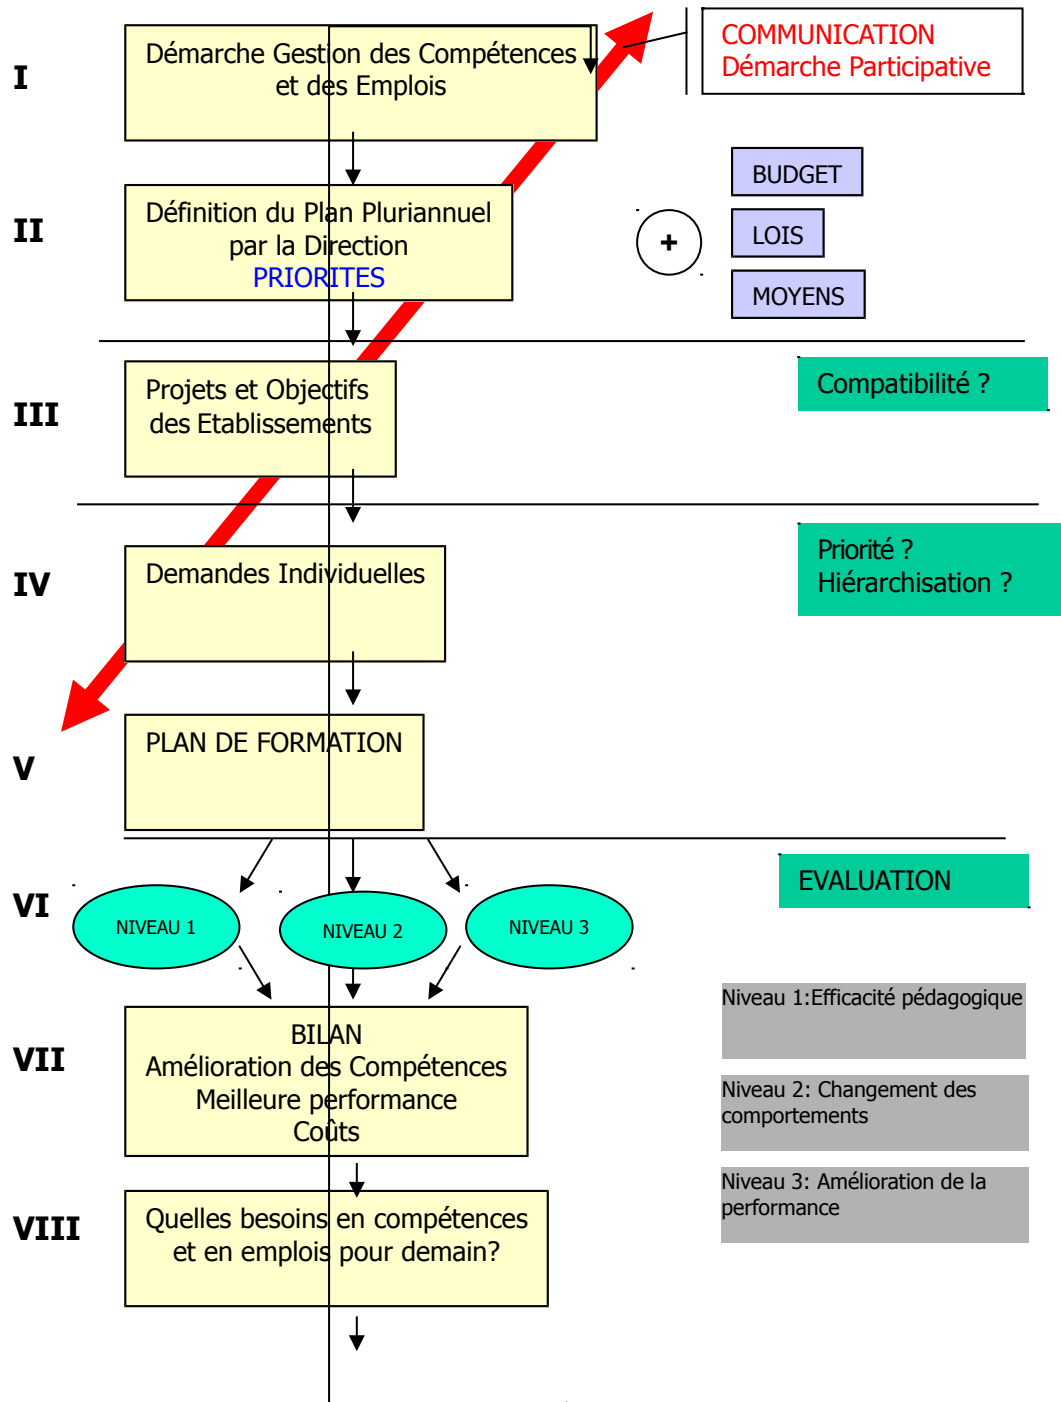 I
Démarche Gestion des Compétences
et des Emplois
COMMUNICATION
Démarche Participative
II
Définition du Plan Pluriannuel
par la Direction
PRIORITES
+
BUDGET
LOIS
MOYENS
III
Projets et Objectifs
des Etablissements
Compatibilité ?
IV
Demandes Individuelles
Priorité ?
Hiérarchisation ?
V
PLAN DE FORMATION
VI
NIVEAU 1
NIVEAU 2
NIVEAU 3
EVALUATION
VII
BILAN
Amélioration des Compétences
Meilleure performance
Coûts
Niveau 1:Efficacité pédagogique
Niveau 2: Changement des
comportements
Niveau 3: Amélioration de la
performance
VIII
Quelles besoins en compétences
et en emplois pour demain?